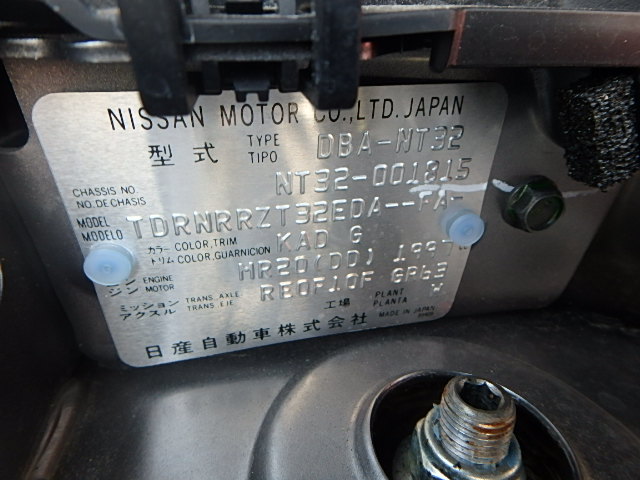 NISSAN MOTOR CO.,LTD. JAPAN
型式 TYPE TIPO DBA-NT32
CHASSIS NO. NO. DE CHASIS NT32-001815
MODEL MODELO TDRNRRZT32EDA--FA-
カラー COLOR,TRIM トリム COLOR,GUARNICION KAD G
ENGINE MOTOR MR20(DD) 1997
ミッション アクスル TRANS. AXLE TRANS. EJE RE0F10F GP63
工場 PLANT PLANTA W
日産自動車株式会社 MADE IN JAPAN